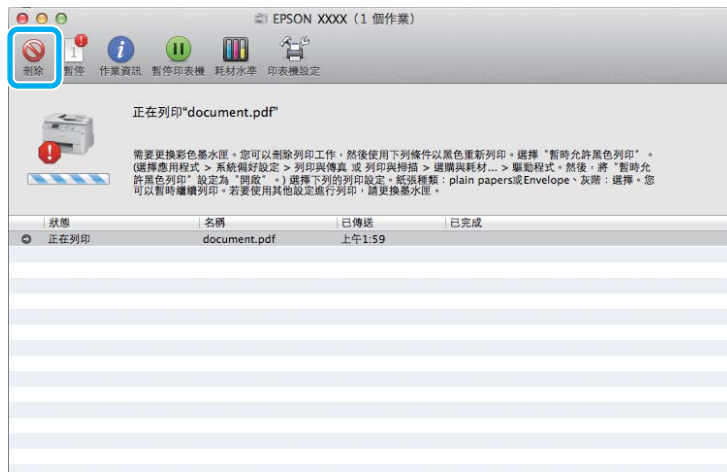 EPSON XXXX（1 個作業）
刪除 暫停 作業資訊 暫停印表機 耗材水準 印表機設定
正在列印“document.pdf”
需要更換彩色墨水匣。您可以刪除列印工作，然後使用下列條件以黑色重新列印。選擇“暫時允許黑色列印”。
(選擇應用程式 > 系統偏好設定 > 列印與傳真 或 列印與掃描 > 選購與耗材... > 驅動程式。然後，將“暫時允
許黑色列印”設定為“開啟”。) 選擇下列的列印設定。紙張種類：plain papers或Envelope、灰階：選擇。您
可以暫時繼續列印。若要使用其他設定進行列印，請更換墨水匣。
狀態 名稱 已傳送 已完成
正在列印 document.pdf 上午1:59